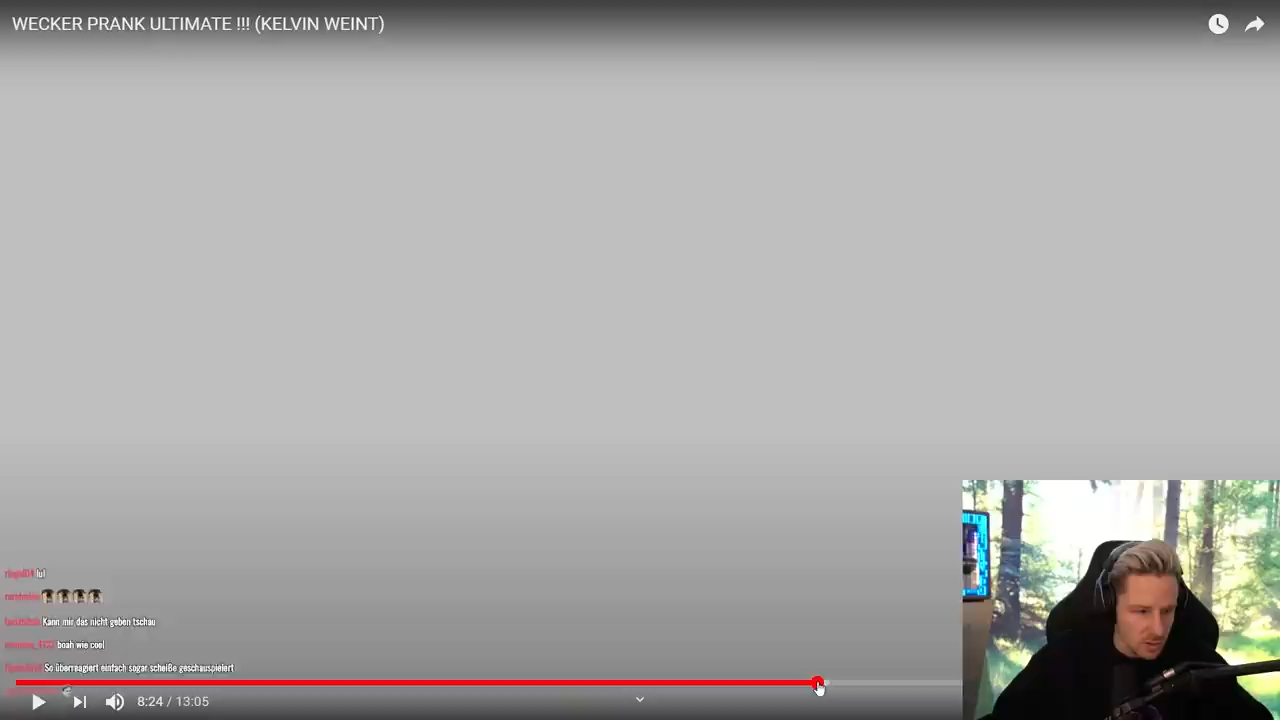 WECKER PRANK ULTIMATE !!! (KELVIN WEINT)
lul
Kann mir das nicht geben tschau
boah wie cool
So überreagiert einfach sogar scheiße geschauspielert
8:24 / 13:05